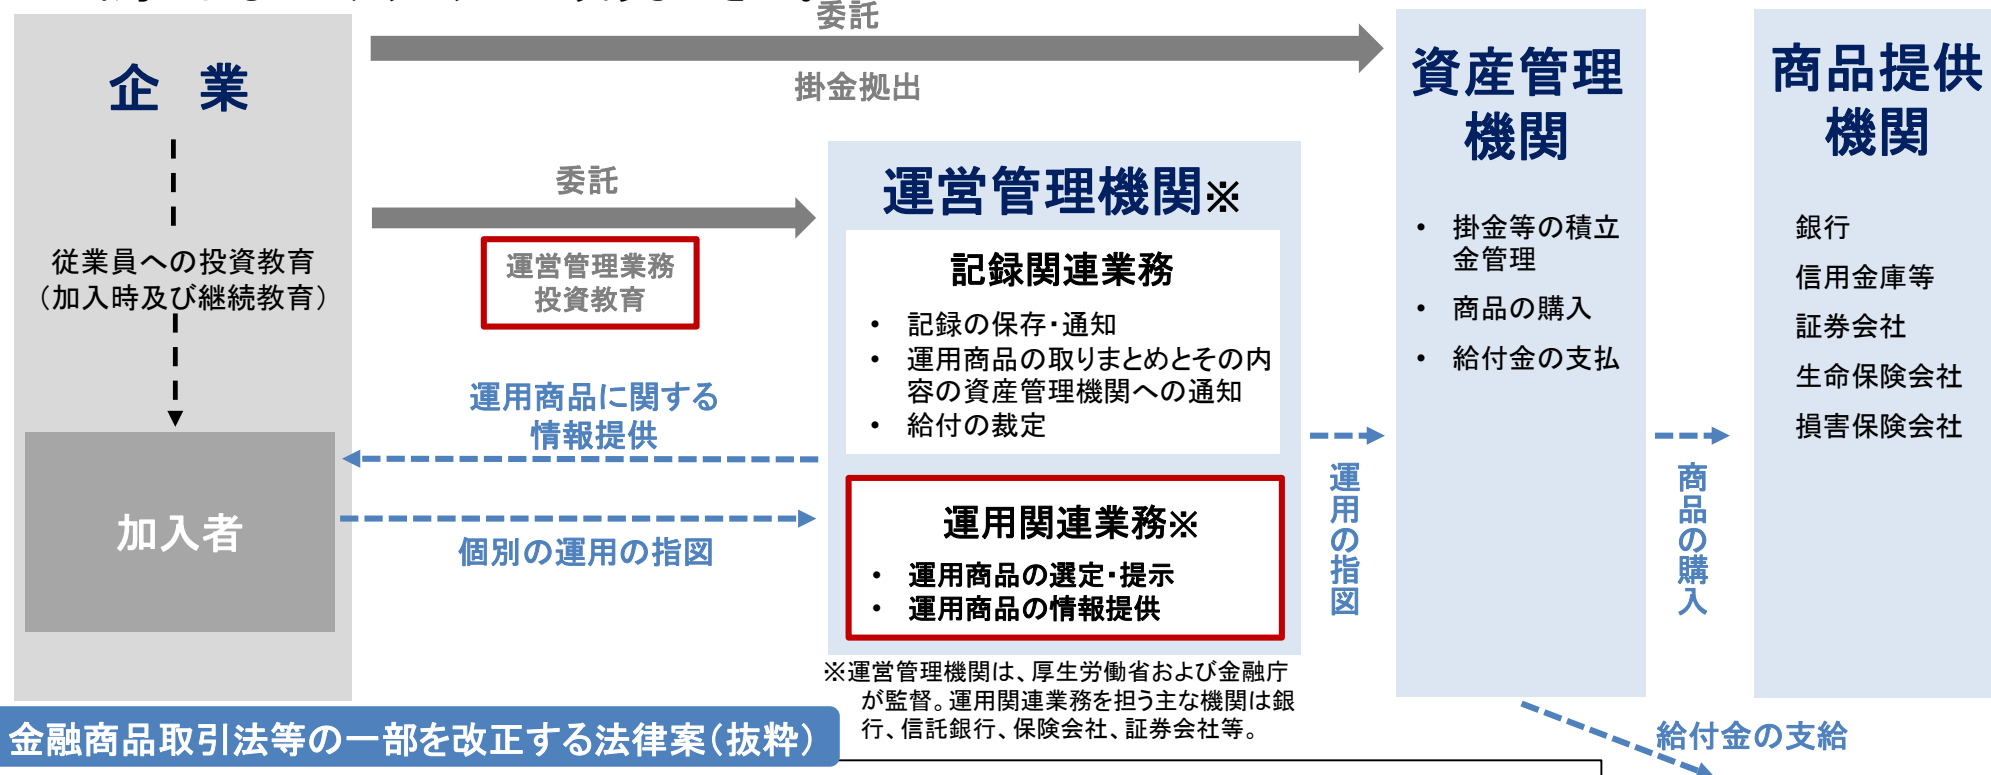 委託
掛金拠出
企　業
従業員への投資教育
（加入時及び継続教育）
加入者
委託
運営管理業務
投資教育
運用商品に関する
情報提供
個別の運用の指図
運営管理機関※
記録関連業務
• 記録の保存・通知
• 運用商品の取りまとめとその内
容の資産管理機関への通知
• 給付の裁定
運用関連業務※
• 運用商品の選定・提示
• 運用商品の情報提供
※運営管理機関は、厚生労働省および金融庁
が監督。運用関連業務を担う主な機関は銀
行、信託銀行、保険会社、証券会社等。
運用の指図
資産管理
機関
• 掛金等の積立
金管理
• 商品の購入
• 給付金の支払
商品の購入
商品提供
機関
銀行
信用金庫等
証券会社
生命保険会社
損害保険会社
給付金の支給
金融商品取引法等の一部を改正する法律案（抜粋）